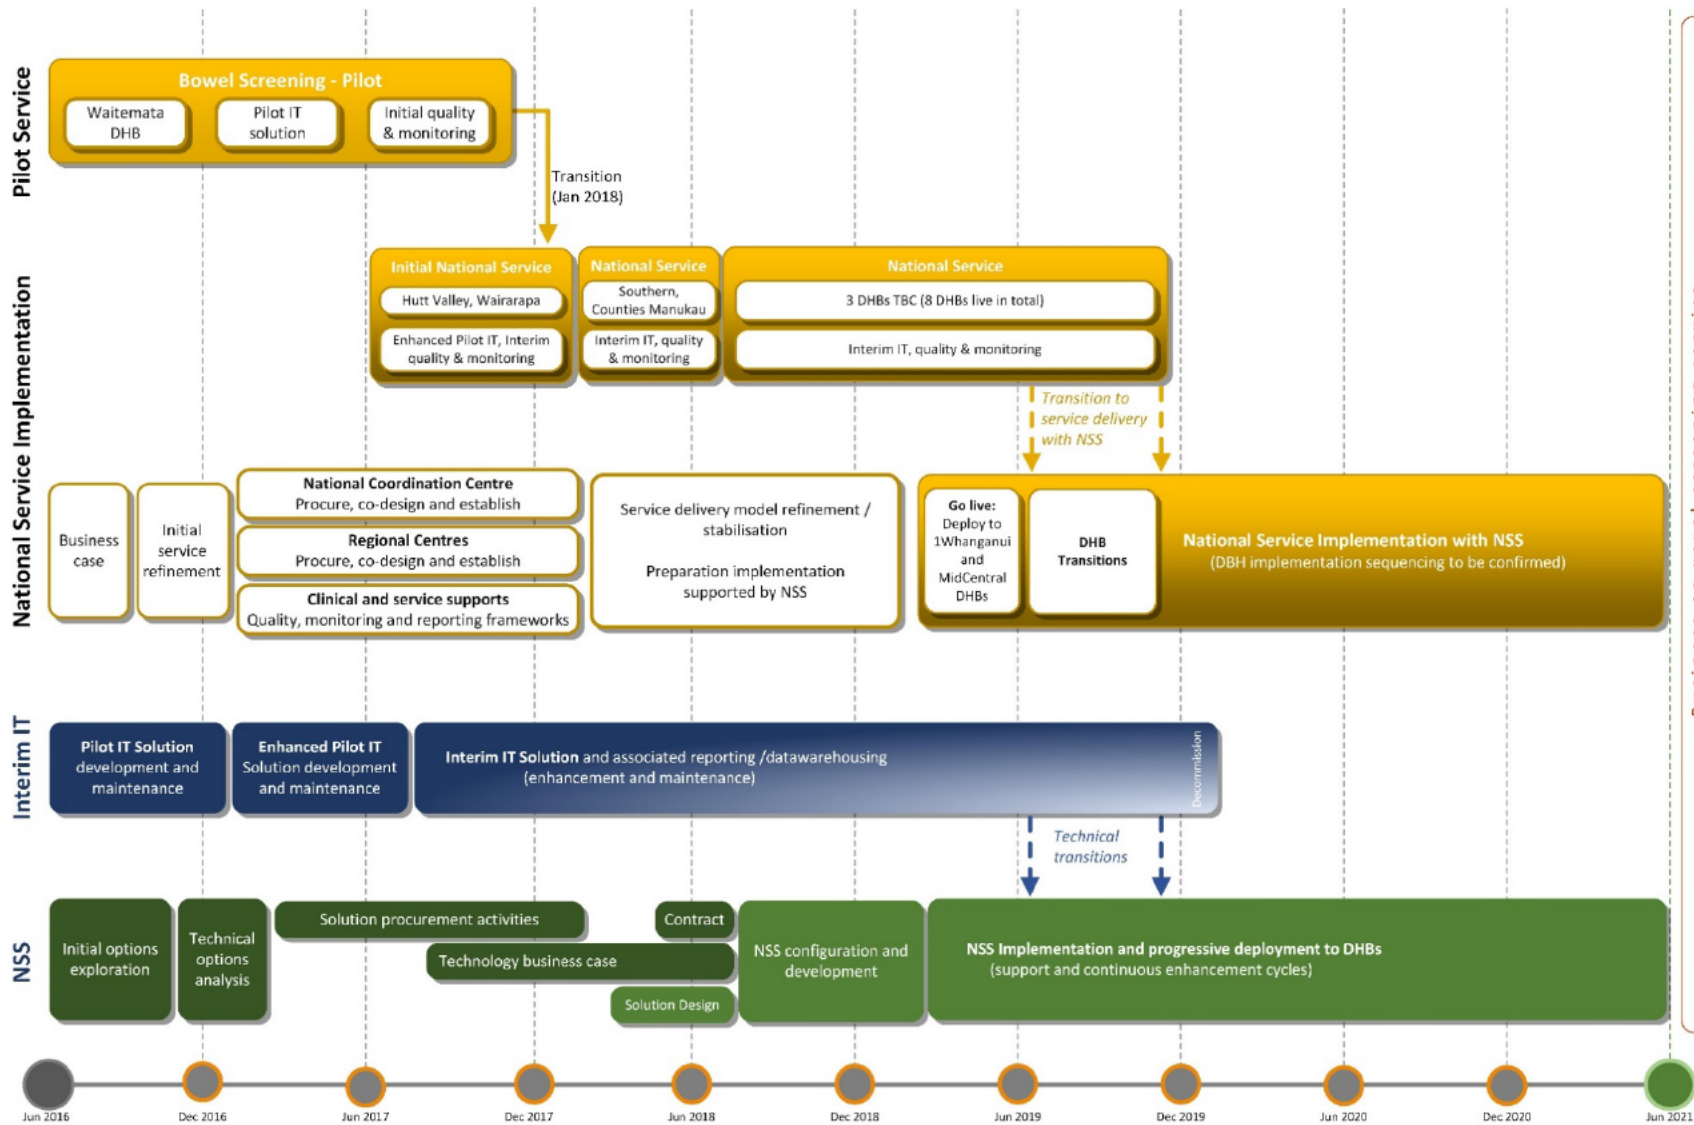 Pilot Service
Bowel Screening - Pilot
Waitemata
DHB
Pilot IT
solution
Initial quality
& monitoring
Transition
(Jan 2018)
National Service Implementation
Initial National Service
Hutt Valley, Wairarapa
Enhanced Pilot IT, Interim
quality & monitoring
National Service
Southern,
Counties Manukau
Interim IT, quality
& monitoring
National Service
3 DHBs TBC (8 DHBs live in total)
Interim IT, quality & monitoring
Transition to
service delivery
with NSS
Business
case
Initial
service
refinement
National Coordination Centre
Procure, co-design and establish
Regional Centres
Procure, co-design and establish
Clinical and service supports
Quality, monitoring and reporting frameworks
Service delivery model refinement /
stabilisation
Preparation implementation
supported by NSS
Go live:
Deploy to
1Whanganui
and
MidCentral
DHBs
DHB
Transitions
National Service Implementation with NSS
(DBH implementation sequencing to be confirmed)
Interim IT
Pilot IT Solution
development and
maintenance
Enhanced Pilot IT
Solution development
and maintenance
Interim IT Solution and associated reporting /datawarehousing
(enhancement and maintenance)
Decommission
Technical
transitions
NSS
Initial options
exploration
Technical
options
analysis
Solution procurement activities
Technology business case
Contract
Solution Design
NSS configuration and
development
NSS Implementation and progressive deployment to DHBs
(support and continuous enhancement cycles)
Jun 2016
Dec 2016
Jun 2017
Dec 2017
Jun 2018
Dec 2018
Jun 2019
Dec 2019
Jun 2020
Dec 2020
Jun 2021